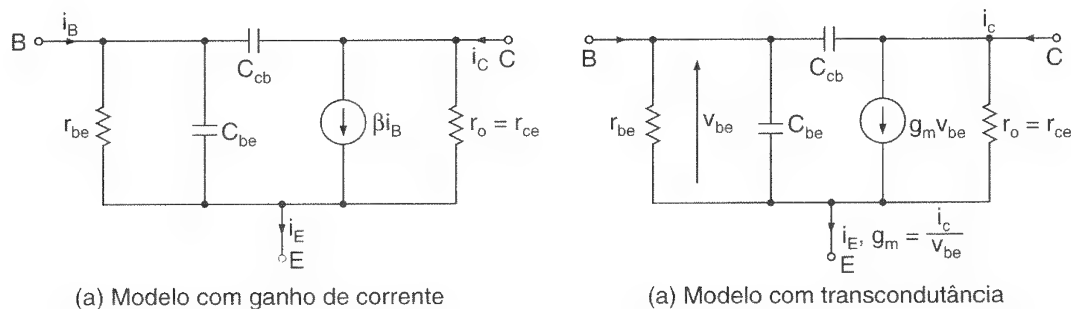 B
i_B
C_cb
i_C
C
r_be
C_be
βi_B
r_o = r_ce
i_E
E
(a) Modelo com ganho de corrente
B
i_c
C_cb
C
r_be
v_be
C_be
g_m v_be
r_o = r_ce
i_E, g_m = i_c / v_be
E
(a) Modelo com transcondutância